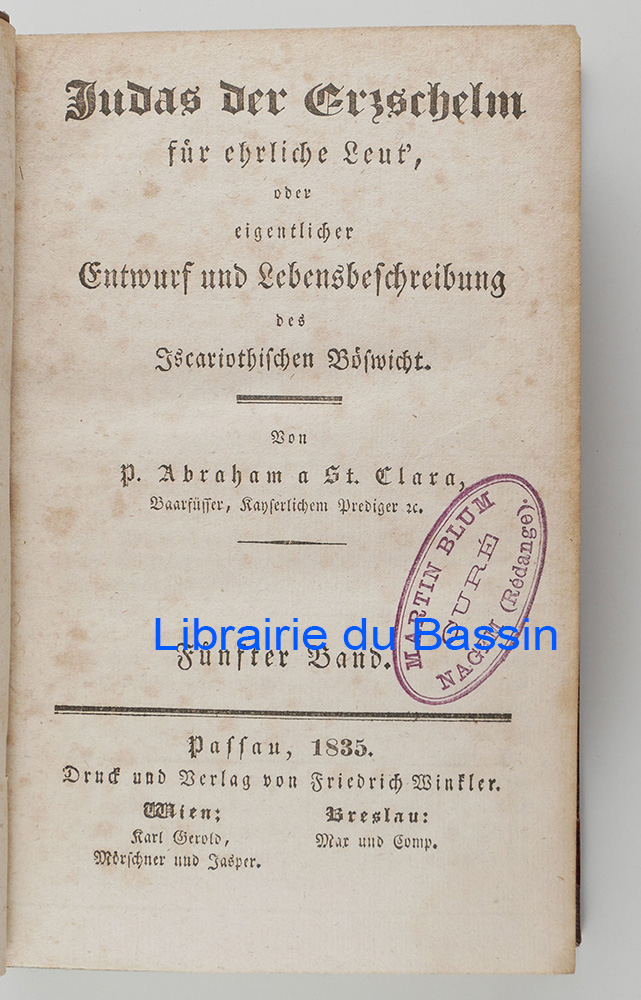 Judas der Erzschelm
für ehrliche Leut',
oder
eigentlicher
Entwurf und Lebensbeschreibung
des
Iscariothischen Böswicht.
Von
P. Abraham a St. Clara,
Baarfüsser, Kayserlichem Prediger ꝛc.
MARTIN BLUM
CURÉ
NAGEM (Rédange).
Librairie du Bassin
Fünfter Band.
Passau, 1835.
Druck und Verlag von Friedrich Winkler.
Wien:
Karl Gerold,
Mörschner und Jasper.
Breslau:
Max und Comp.